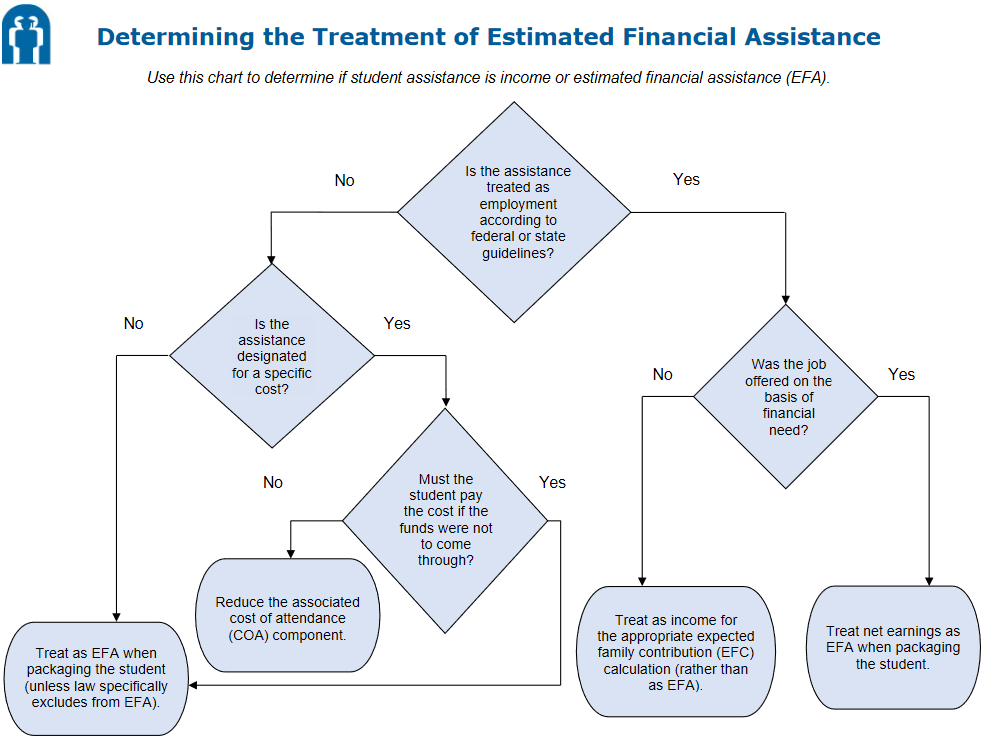 Determining the Treatment of Estimated Financial Assistance
Use this chart to determine if student assistance is income or estimated financial assistance (EFA).
Is the assistance
treated as
employment
according to
federal or state
guidelines?
No
Yes
Is the
assistance
designated
for a specific
cost?
No
Yes
Was the job
offered on the
basis of
financial
need?
No
Yes
Must the
student pay
the cost if the
funds were not
to come
through?
No
Yes
Reduce the associated
cost of attendance
(COA) component.
Treat as EFA when
packaging the student
(unless law specifically
excludes from EFA).
Treat as income for
the appropriate expected
family contribution (EFC)
calculation (rather than
as EFA).
Treat net earnings as
EFA when packaging
the student.